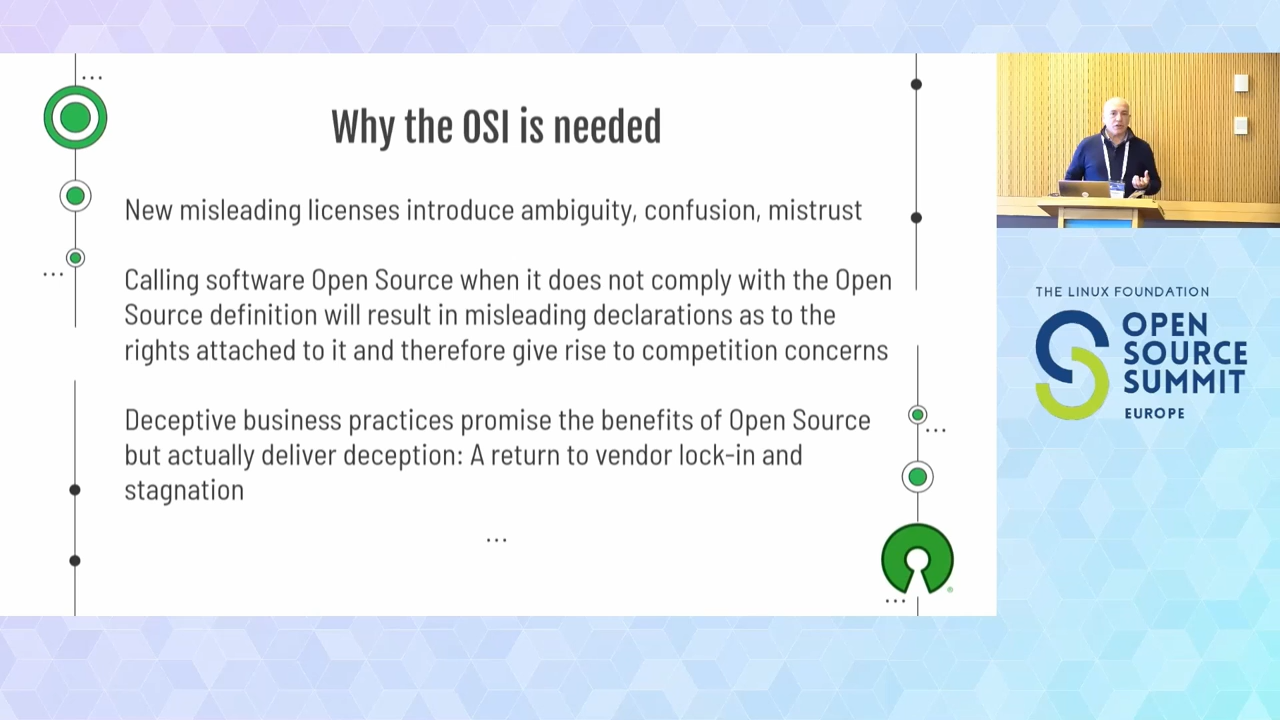 Why the OSI is needed
New misleading licenses introduce ambiguity, confusion, mistrust
Calling software Open Source when it does not comply with the Open
Source definition will result in misleading declarations as to the
rights attached to it and therefore give rise to competition concerns
Deceptive business practices promise the benefits of Open Source
but actually deliver deception: A return to vendor lock-in and
stagnation
...
THE LINUX FOUNDATION
OPEN
SOURCE
SUMMIT
EUROPE